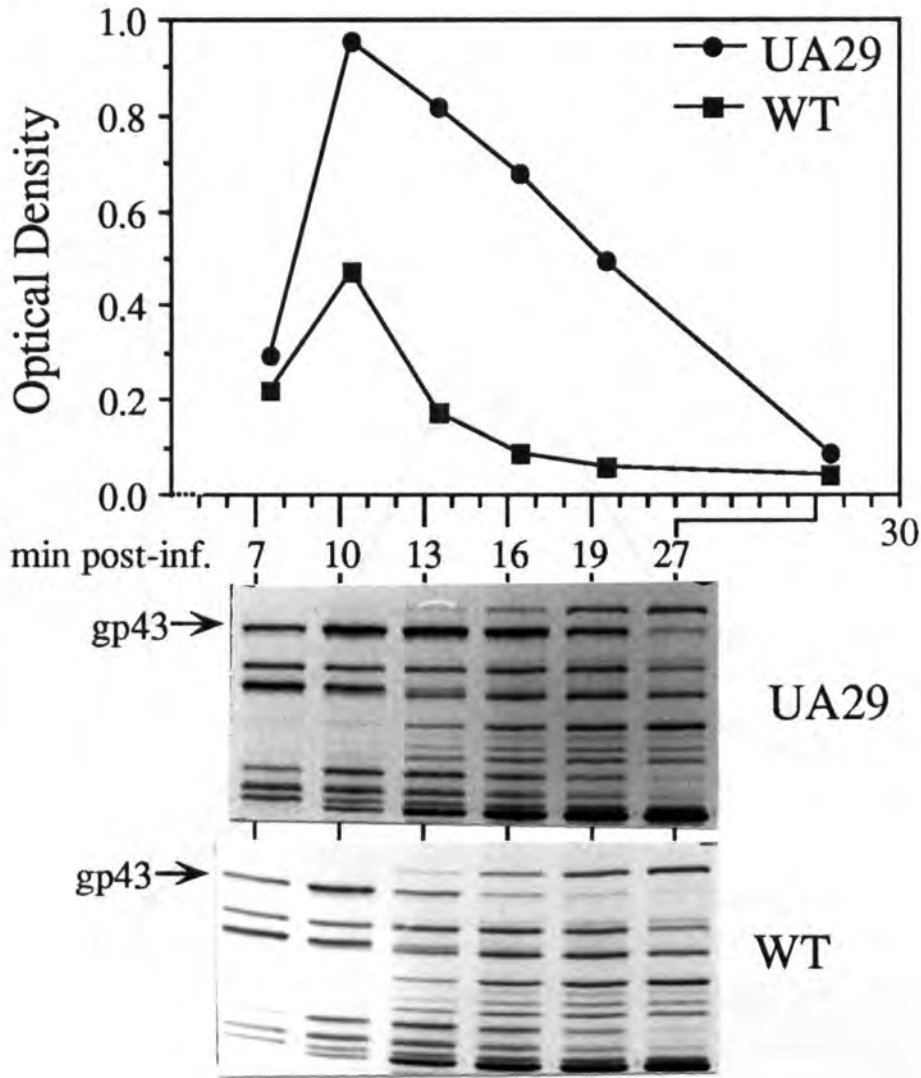 Optical Density
1.0
0.8
0.6
0.4
0.2
0.0
UA29
WT
min post-inf. 7 10 13 16 19 27 30
gp43
UA29
gp43
WT